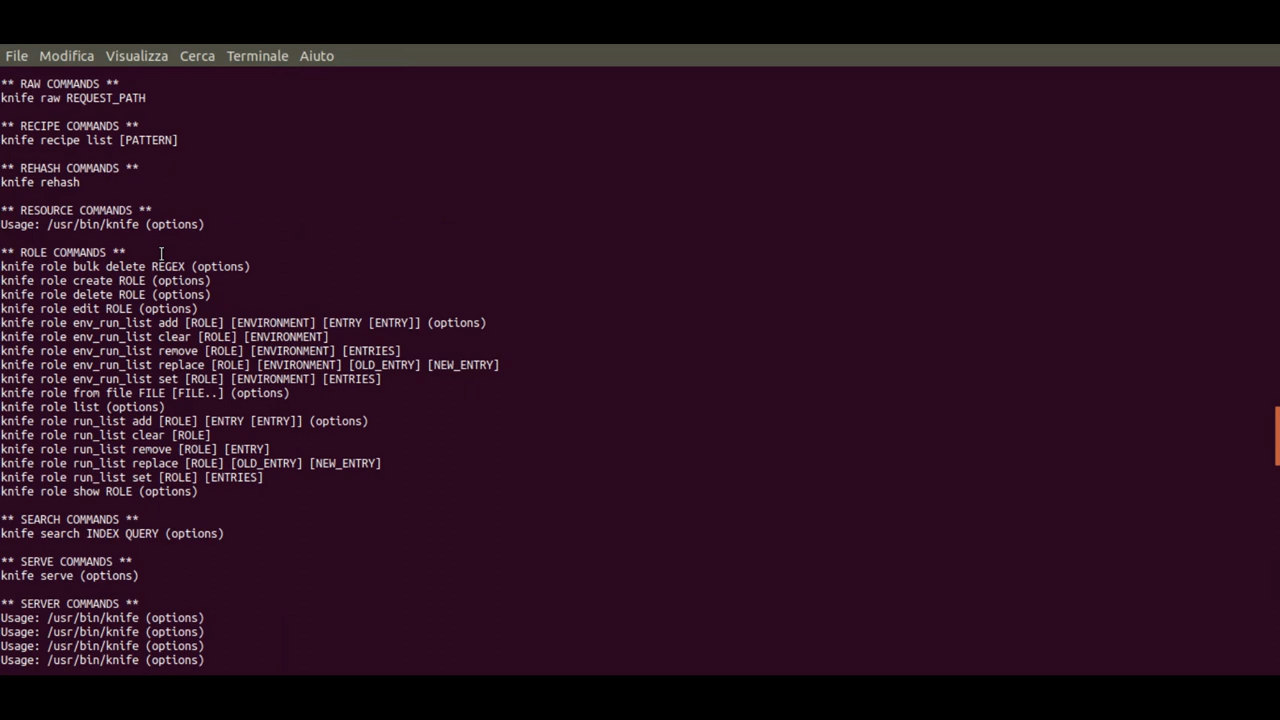 File Modifica Visualizza Cerca Terminale Aiuto
** RAW COMMANDS **
knife raw REQUEST_PATH
** RECIPE COMMANDS **
knife recipe list [PATTERN]
** REHASH COMMANDS **
knife rehash
** RESOURCE COMMANDS **
Usage: /usr/bin/knife (options)
** ROLE COMMANDS **
knife role bulk delete REGEX (options)
knife role create ROLE (options)
knife role delete ROLE (options)
knife role edit ROLE (options)
knife role env_run_list add [ROLE] [ENVIRONMENT] [ENTRY [ENTRY]] (options)
knife role env_run_list clear [ROLE] [ENVIRONMENT]
knife role env_run_list remove [ROLE] [ENVIRONMENT] [ENTRIES]
knife role env_run_list replace [ROLE] [ENVIRONMENT] [OLD_ENTRY] [NEW_ENTRY]
knife role env_run_list set [ROLE] [ENVIRONMENT] [ENTRIES]
knife role from file FILE [FILE..] (options)
knife role list (options)
knife role run_list add [ROLE] [ENTRY [ENTRY]] (options)
knife role run_list clear [ROLE]
knife role run_list remove [ROLE] [ENTRY]
knife role run_list replace [ROLE] [OLD_ENTRY] [NEW_ENTRY]
knife role run_list set [ROLE] [ENTRIES]
knife role show ROLE (options)
** SEARCH COMMANDS **
knife search INDEX QUERY (options)
** SERVE COMMANDS **
knife serve (options)
** SERVER COMMANDS **
Usage: /usr/bin/knife (options)
Usage: /usr/bin/knife (options)
Usage: /usr/bin/knife (options)
Usage: /usr/bin/knife (options)